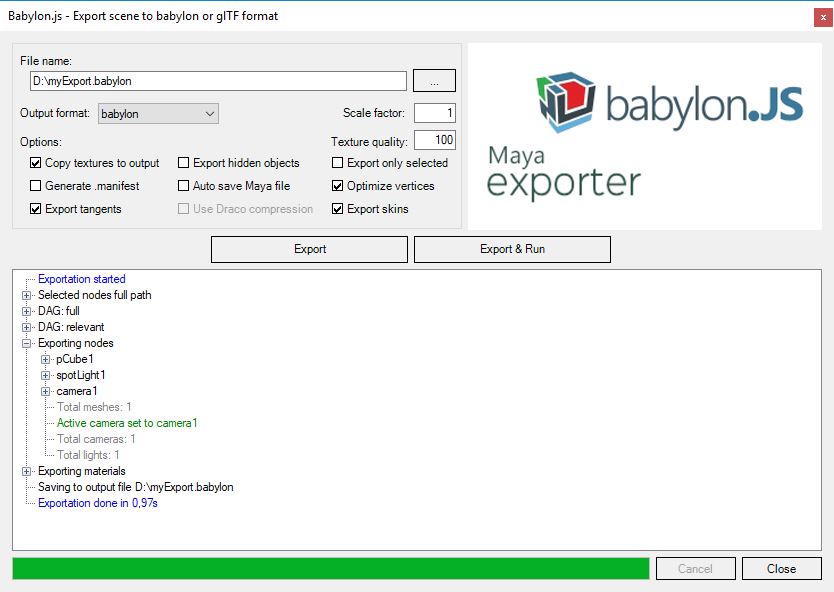 Babylon.js - Export scene to babylon or glTF format
x
File name:
D:\myExport.babylon
...
Output format: babylon
Scale factor: 1
Options:
Texture quality: 100
Copy textures to output
Export hidden objects
Export only selected
Generate .manifest
Auto save Maya file
Optimize vertices
Export tangents
Use Draco compression
Export skins
babylon.JS
Maya
exporter
Export
Export & Run
Exportation started
Selected nodes full path
DAG: full
DAG: relevant
Exporting nodes
pCube1
spotLight1
camera1
Total meshes: 1
Active camera set to camera1
Total cameras: 1
Total lights: 1
Exporting materials
Saving to output file D:\myExport.babylon
Exportation done in 0,97s
Cancel
Close